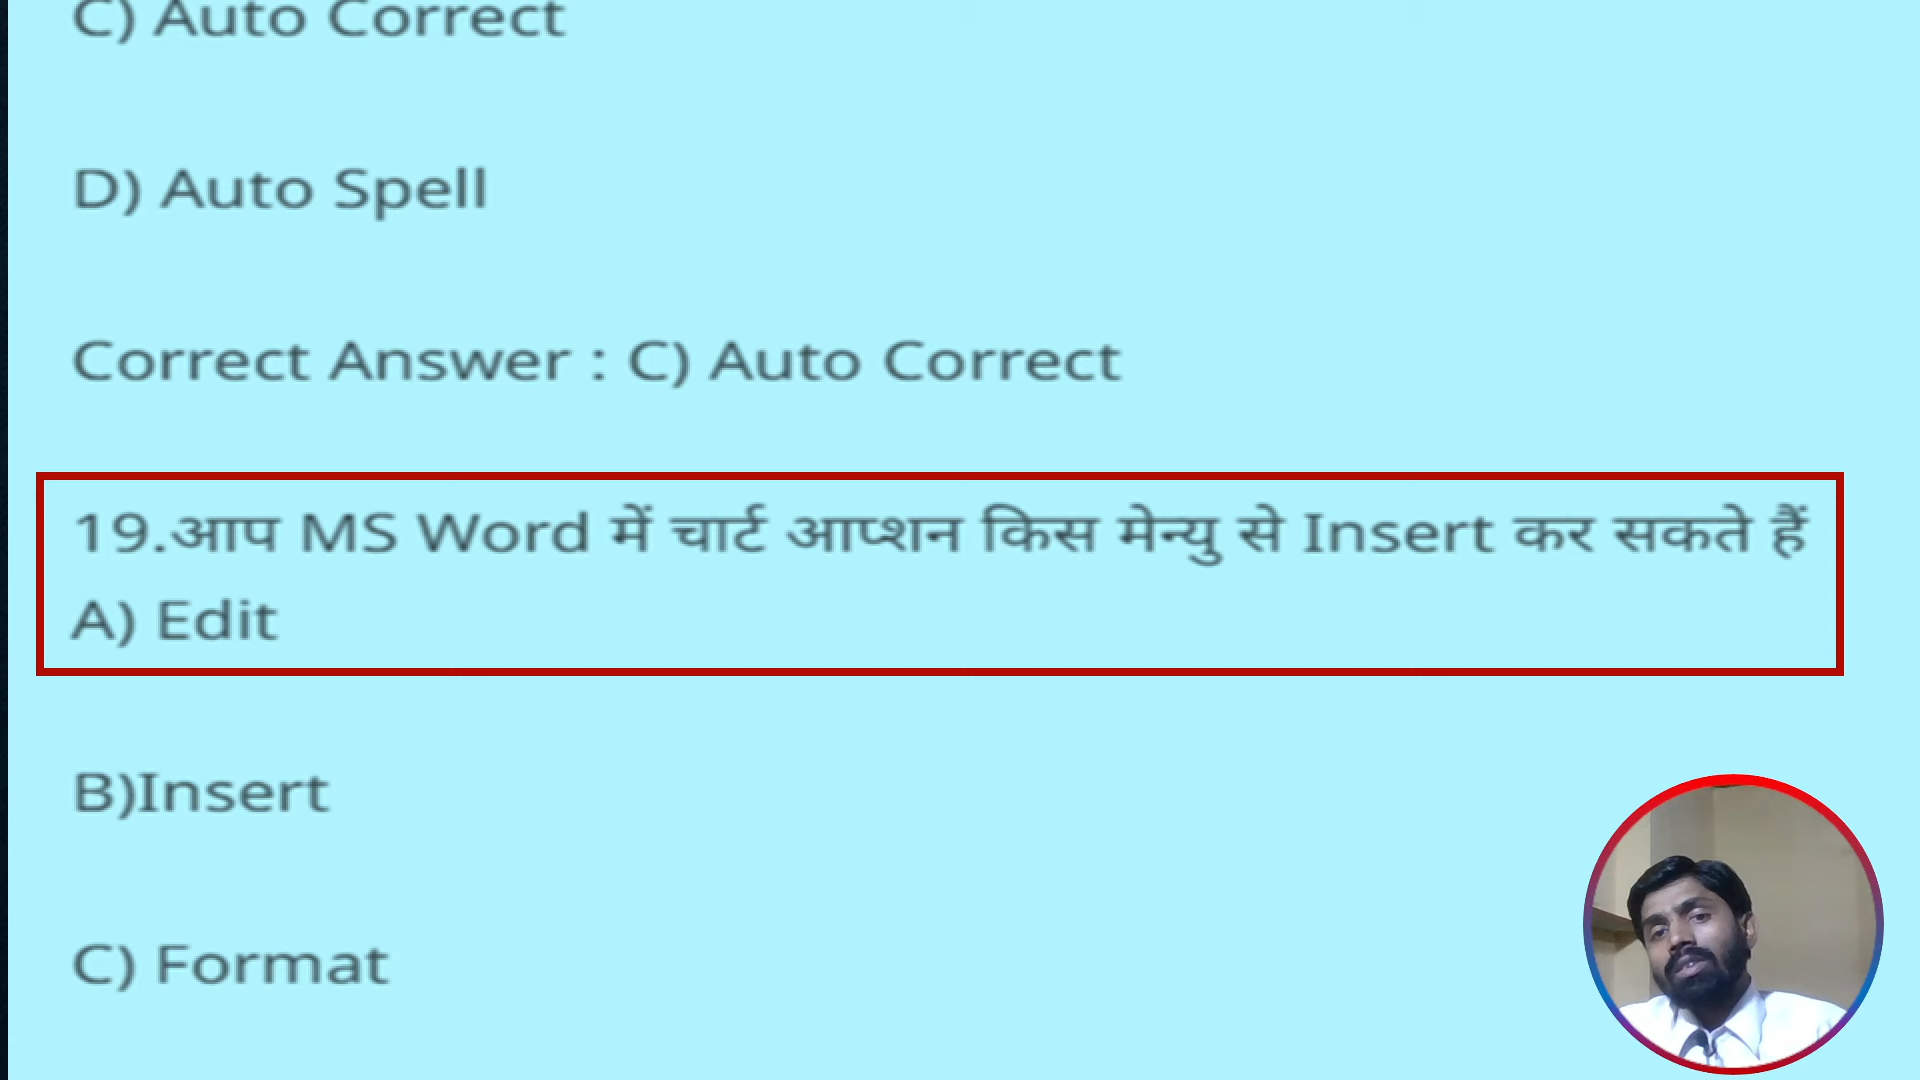 C) Auto Correct
D) Auto Spell
Correct Answer : C) Auto Correct
19.आप MS Word में चार्ट आप्शन किस मेन्यु से Insert कर सकते हैं
A) Edit
B)Insert
C) Format